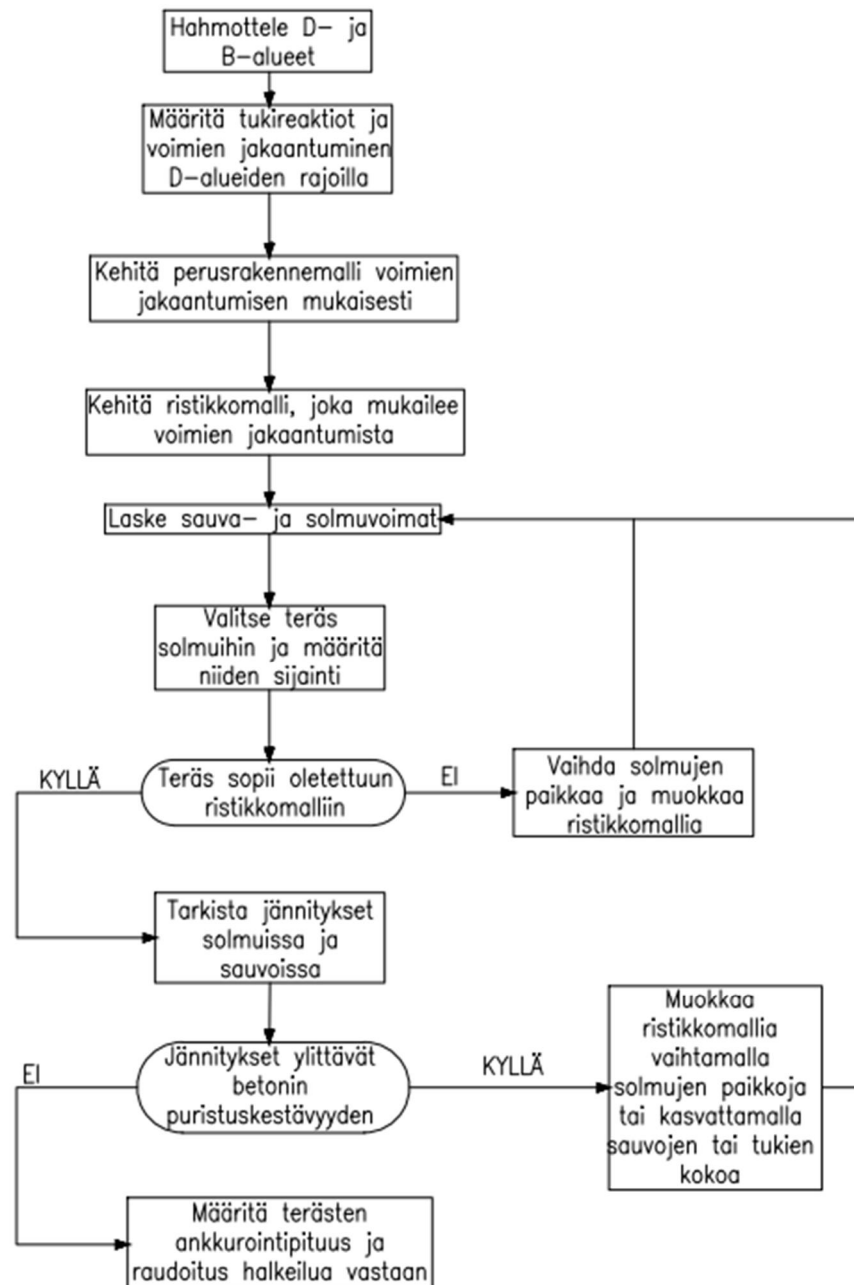 Hahmottele D- ja
B-alueet
Määritä tukireaktiot ja
voimien jakaantuminen
D-alueiden rajoilla
Kehitä perusrakennemalli voimien
jakaantumisen mukaisesti
Kehitä ristikkomalli, joka mukailee
voimien jakaantumista
Laske sauva- ja solmuvoimat
Valitse teräs
solmuihin ja määritä
niiden sijainti
KYLLÄ
Teräs sopii oletettuun
ristikkomalliin
EI
Vaihda solmujen
paikkaa ja muokkaa
ristikkomallia
Tarkista jännitykset
solmuissa ja
sauvoissa
EI
Jännitykset ylittävät
betonin
puristuskestävyyden
KYLLÄ
Muokkaa
ristikkomallia
vaihtamalla
solmujen paikkoja
tai kasvattamalla
sauvojen tai tukien
kokoa
Määritä terästen
ankkurointipituus ja
raudoitus halkeilua vastaan